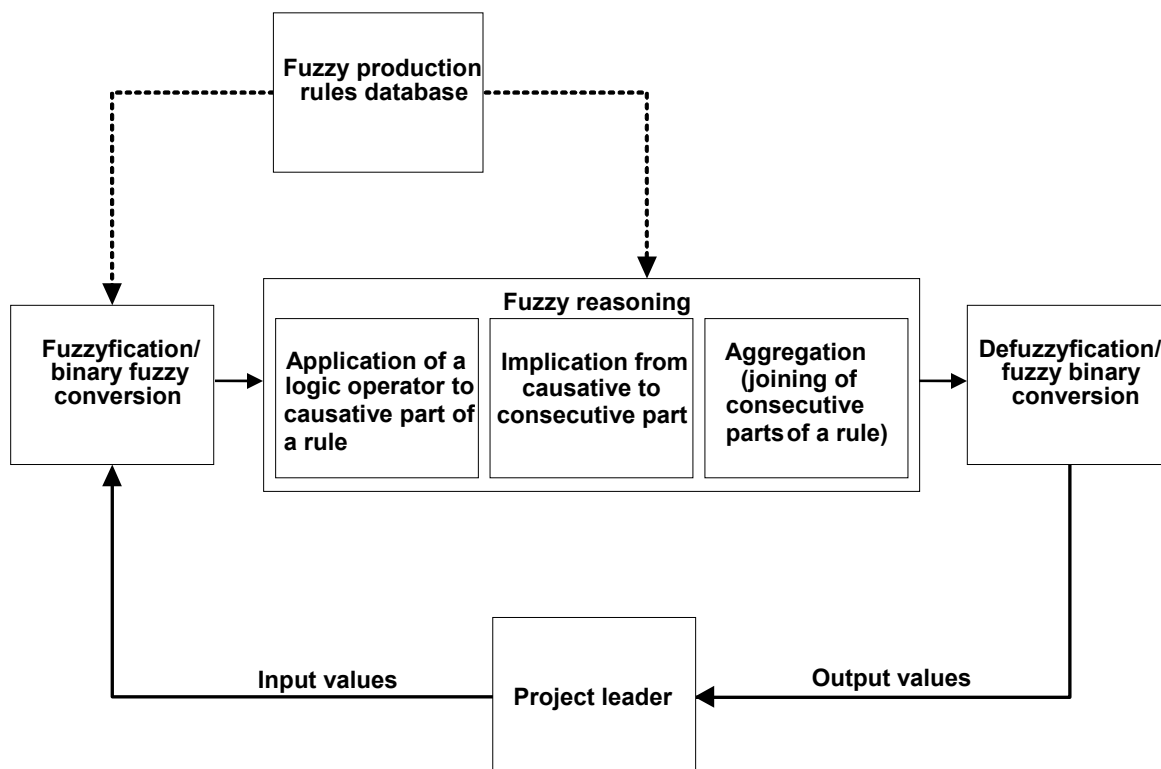 Fuzzy production
rules database
Fuzzy reasoning
Fuzzyfication/
binary fuzzy
conversion
Application of a
logic operator to
causative part of
a rule
Implication from
causative to
consecutive part
Aggregation
(joining of
consecutive
parts of a rule)
Defuzzyfication/
fuzzy binary
conversion
Input values
Project leader
Output values